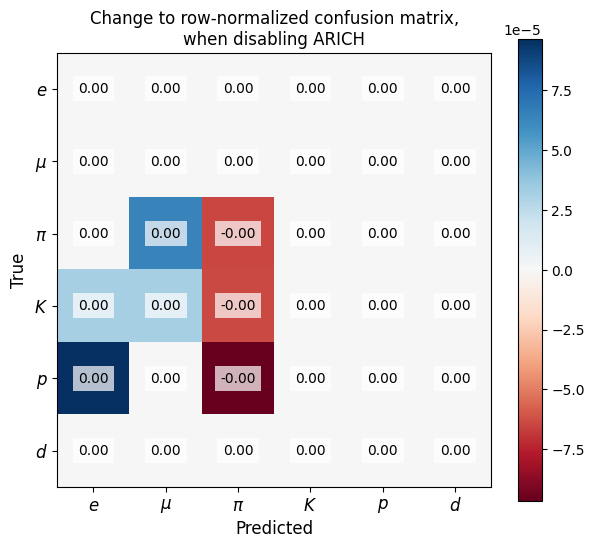 Change to row-normalized confusion matrix,
when disabling ARICH
1e−5
e 0.00 0.00 0.00 0.00 0.00 0.00
μ 0.00 0.00 0.00 0.00 0.00 0.00
π 0.00 0.00 -0.00 0.00 0.00 0.00
K 0.00 0.00 -0.00 0.00 0.00 0.00
p 0.00 0.00 -0.00 0.00 0.00 0.00
d 0.00 0.00 0.00 0.00 0.00 0.00
True
e μ π K p d
Predicted
7.5
5.0
2.5
0.0
−2.5
−5.0
−7.5